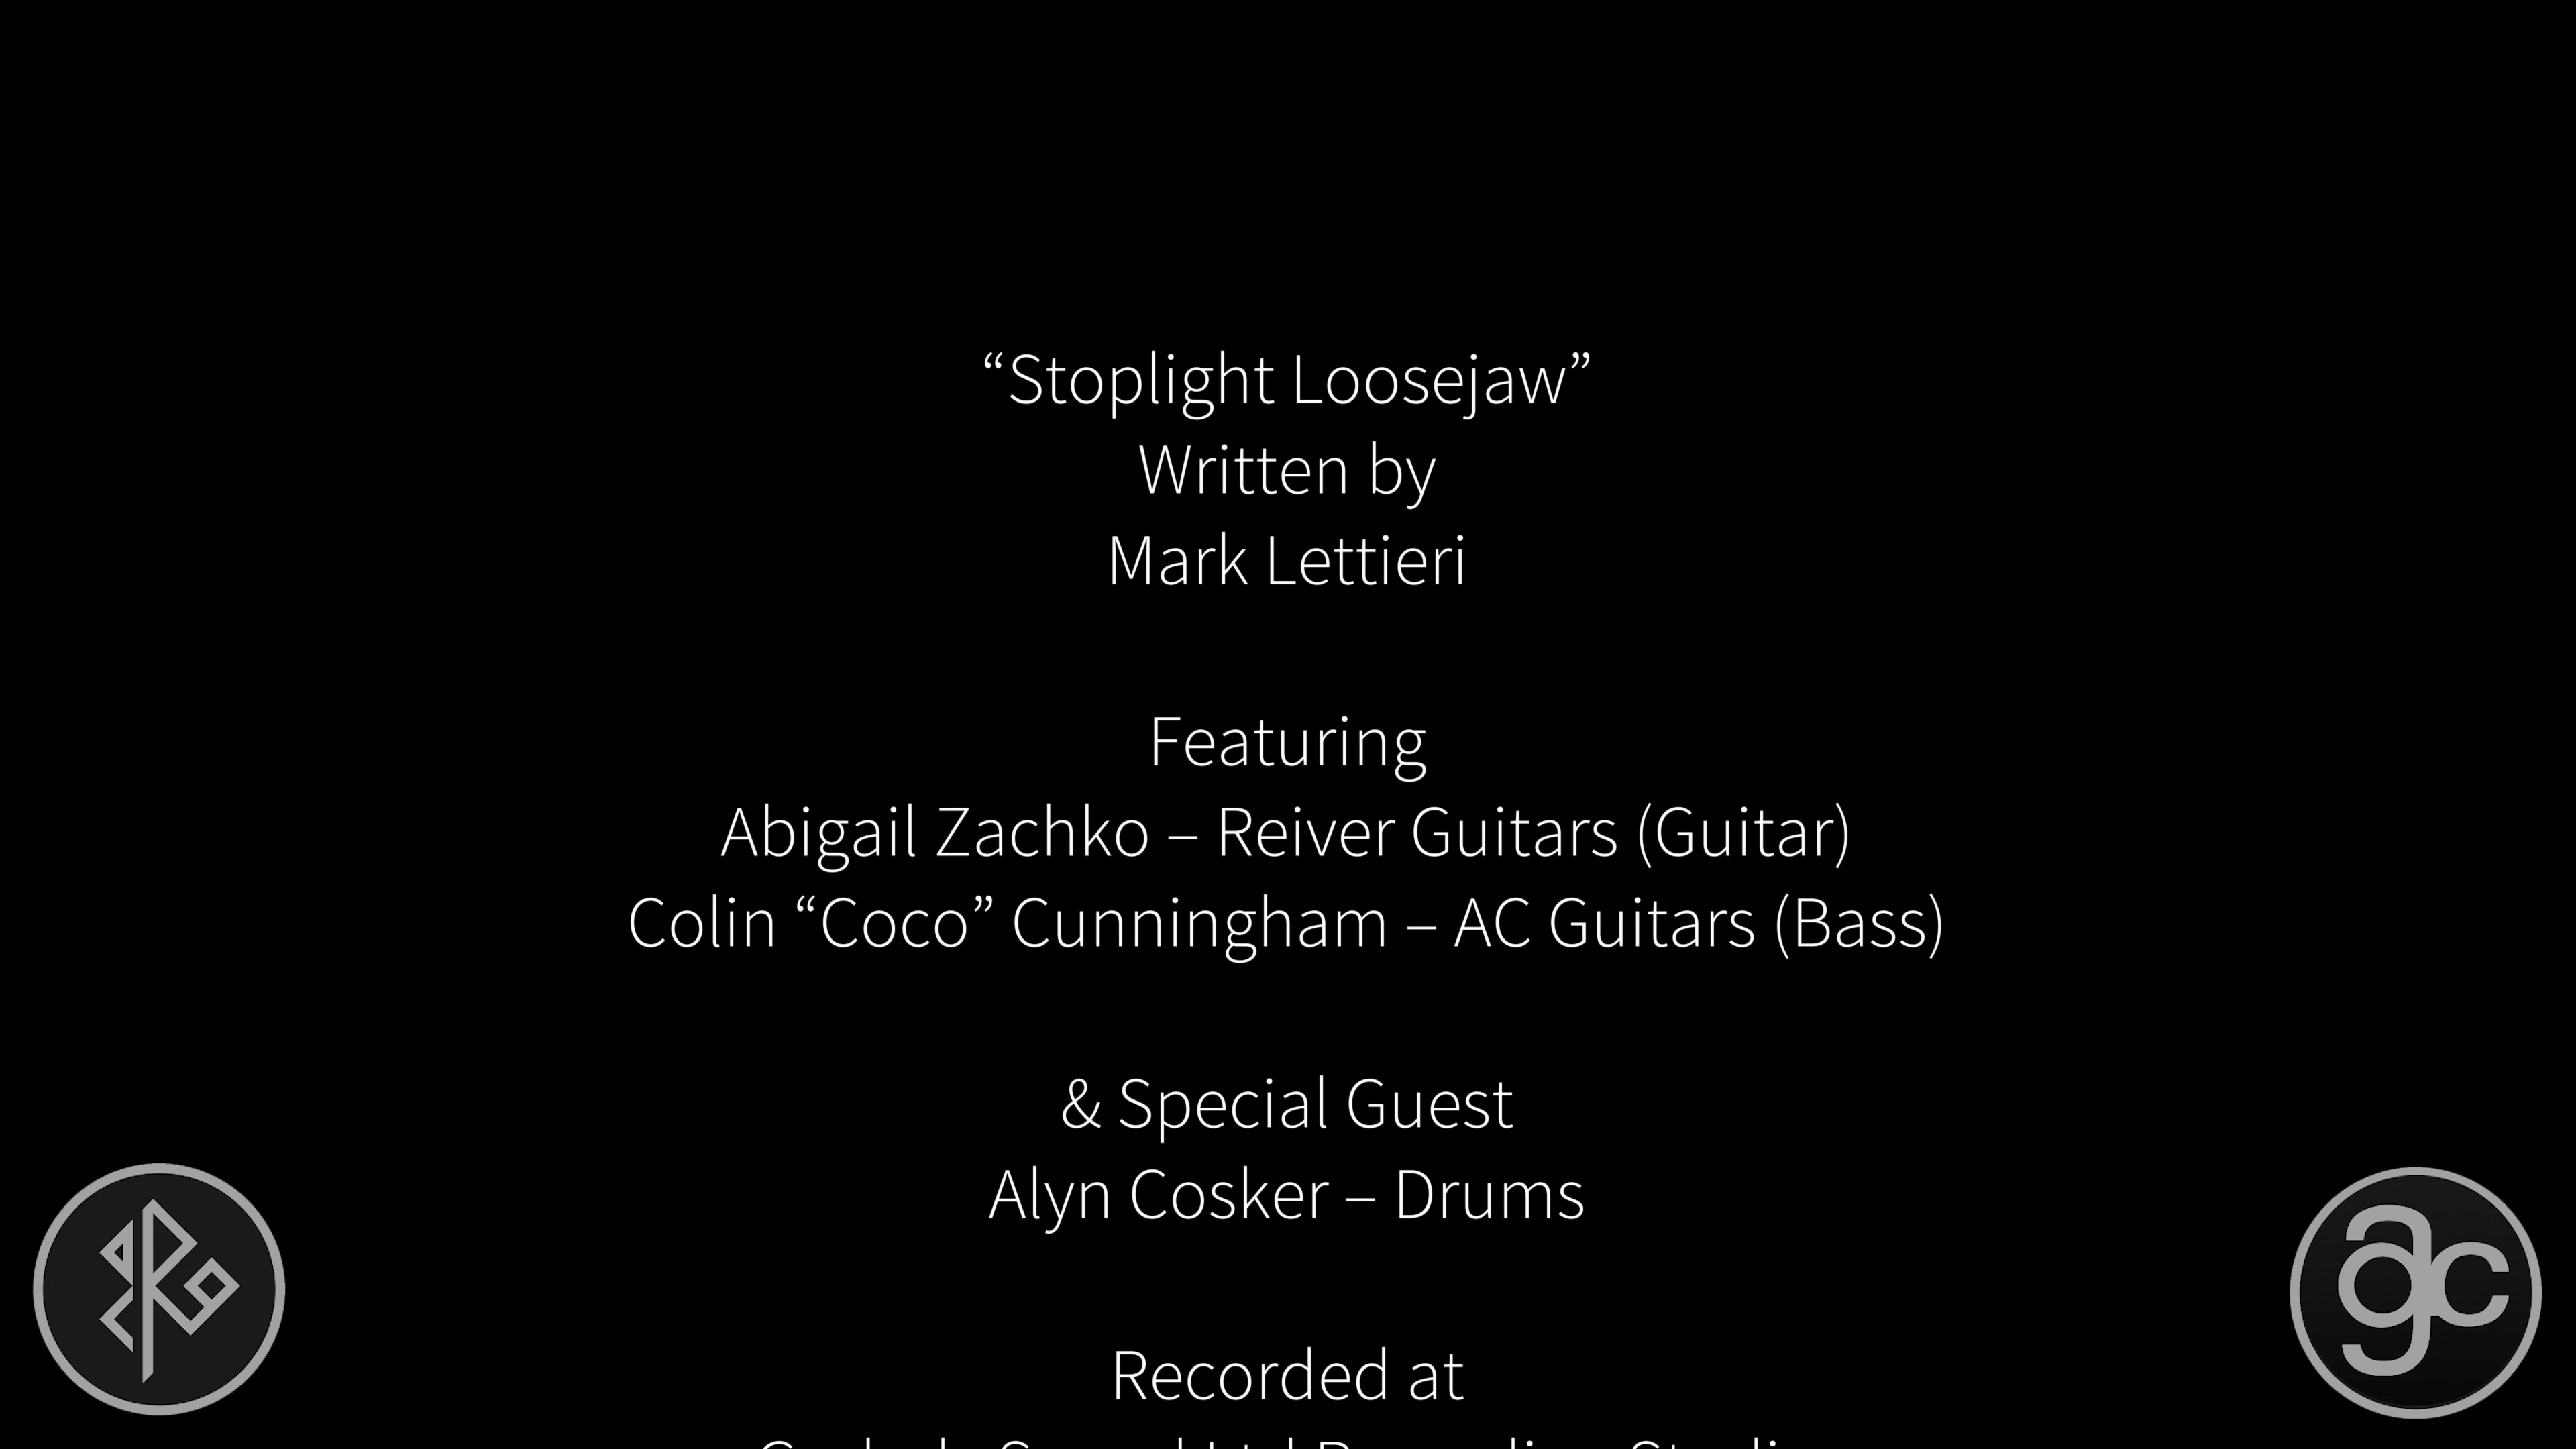 “Stoplight Loosejaw”
Written by
Mark Lettieri
Featuring
Abigail Zachko – Reiver Guitars (Guitar)
Colin “Coco” Cunningham – AC Guitars (Bass)
& Special Guest
Alyn Cosker – Drums
Recorded at
agc